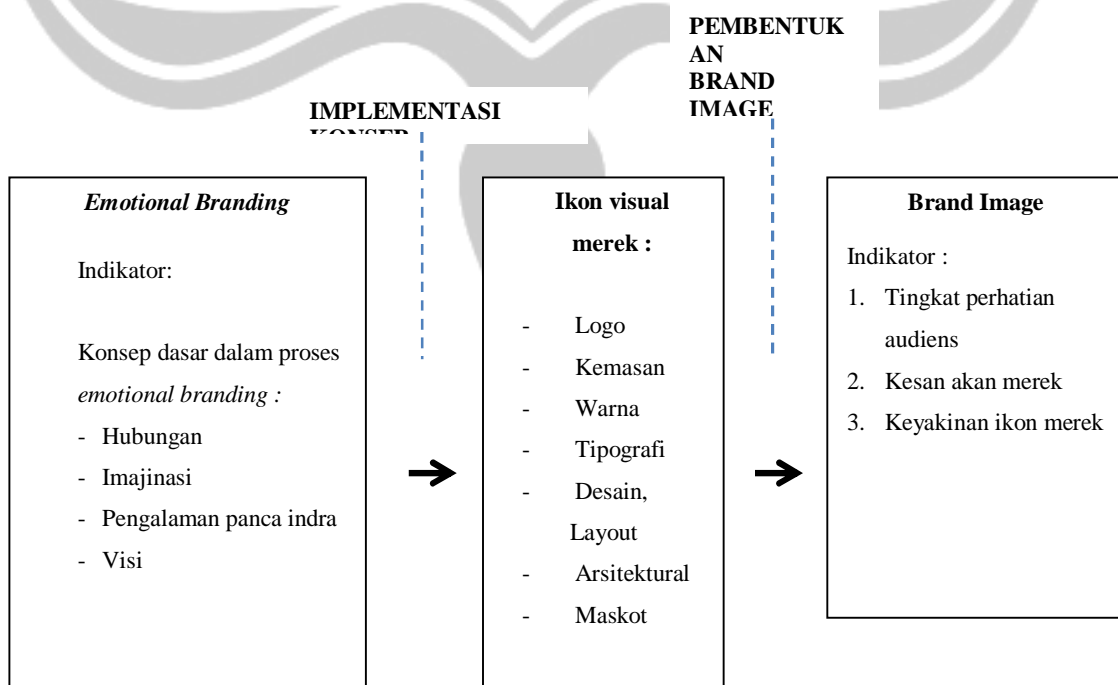 PEMBENTUK
AN
BRAND
IMAGE
IMPLEMENTASI
KONSEP
Emotional Branding
Indikator:
Konsep dasar dalam proses
emotional branding :
- Hubungan
- Imajinasi
- Pengalaman panca indra
- Visi
Ikon visual
merek :
- Logo
- Kemasan
- Warna
- Tipografi
- Desain,
Layout
- Arsitektural
- Maskot
Brand Image
Indikator :
1. Tingkat perhatian
audiens
2. Kesan akan merek
3. Keyakinan ikon merek